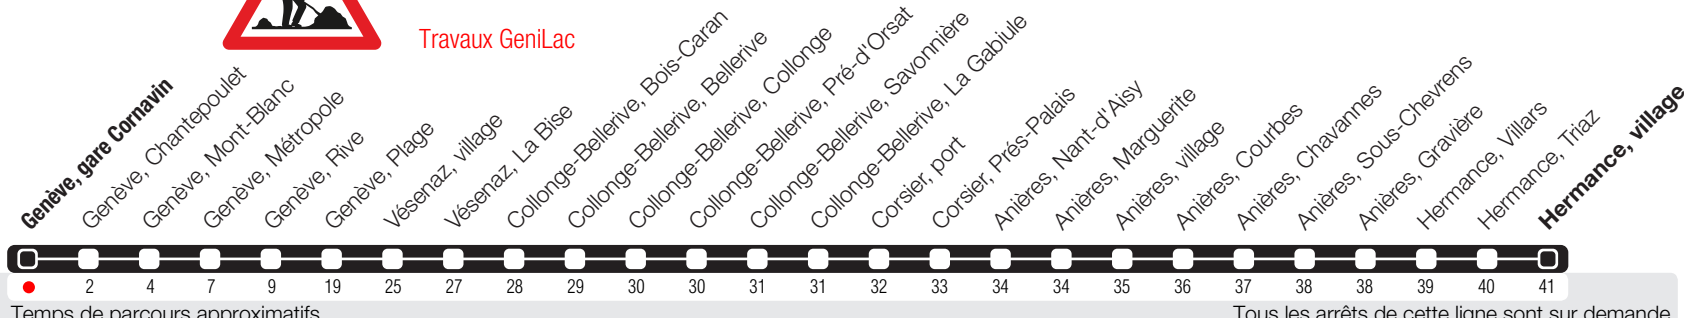 Travaux GeniLac
Genève, gare Cornavin
Genève, Chantepoulet
Genève, Mont-Blanc
Genève, Métropole
Genève, Rive
Genève, Plage
Vésenaz, village
Vésenaz, La Bise
Collonge-Bellerive, Bois-Caran
Collonge-Bellerive, Bellerive
Collonge-Bellerive, Collonge
Collonge-Bellerive, Pré-d'Orsat
Collonge-Bellerive, Savonnière
Collonge-Bellerive, La Gabiule
Corsier, port
Corsier, Prés-Palais
Anières, Nant-d'Aisy
Anières, Marguerite
Anières, village
Anières, Courbes
Anières, Chavannes
Anières, Sous-Chevrens
Anières, Gravière
Hermance, Villars
Hermance, Triaz
Hermance, village
2 4 7 9 19 25 27 28 29 30 30 31 31 32 33 34 34 35 36 37 38 38 39 40 41
Temps de parcours approximatifs
Tous les arrêts de cette ligne sont sur demande